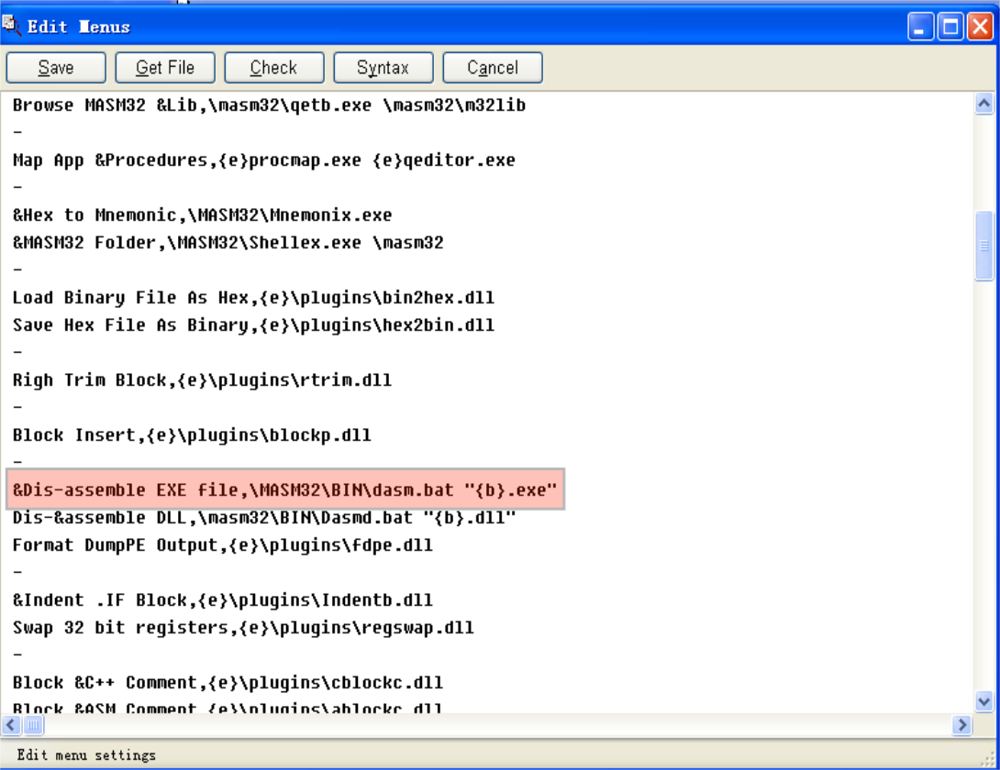 Edit Menus
Save Get File Check Syntax Cancel
Browse MASM32 &Lib,\masm32\qetb.exe \masm32\m32lib
-
Map App &Procedures,{e}procmap.exe {e}qeditor.exe
-
&Hex to Mnemonic,\MASM32\Mnemonix.exe
&MASM32 Folder,\MASM32\Shellex.exe \masm32
-
Load Binary File As Hex,{e}\plugins\bin2hex.dll
Save Hex File As Binary,{e}\plugins\hex2bin.dll
-
Righ Trim Block,{e}\plugins\rtrim.dll
-
Block Insert,{e}\plugins\blockp.dll
-
&Dis-assemble EXE file,\MASM32\BIN\dasm.bat "{b}.exe"
Dis-&assemble DLL,\masm32\BIN\Dasmd.bat "{b}.dll"
Format DumpPE Output,{e}\plugins\fdpe.dll
-
&Indent .IF Block,{e}\plugins\Indentb.dll
Swap 32 bit registers,{e}\plugins\regswap.dll
-
Block &C++ Comment,{e}\plugins\cblockc.dll
Block &ASM Comment,{e}\plugins\ablockc.dll
Edit menu settings